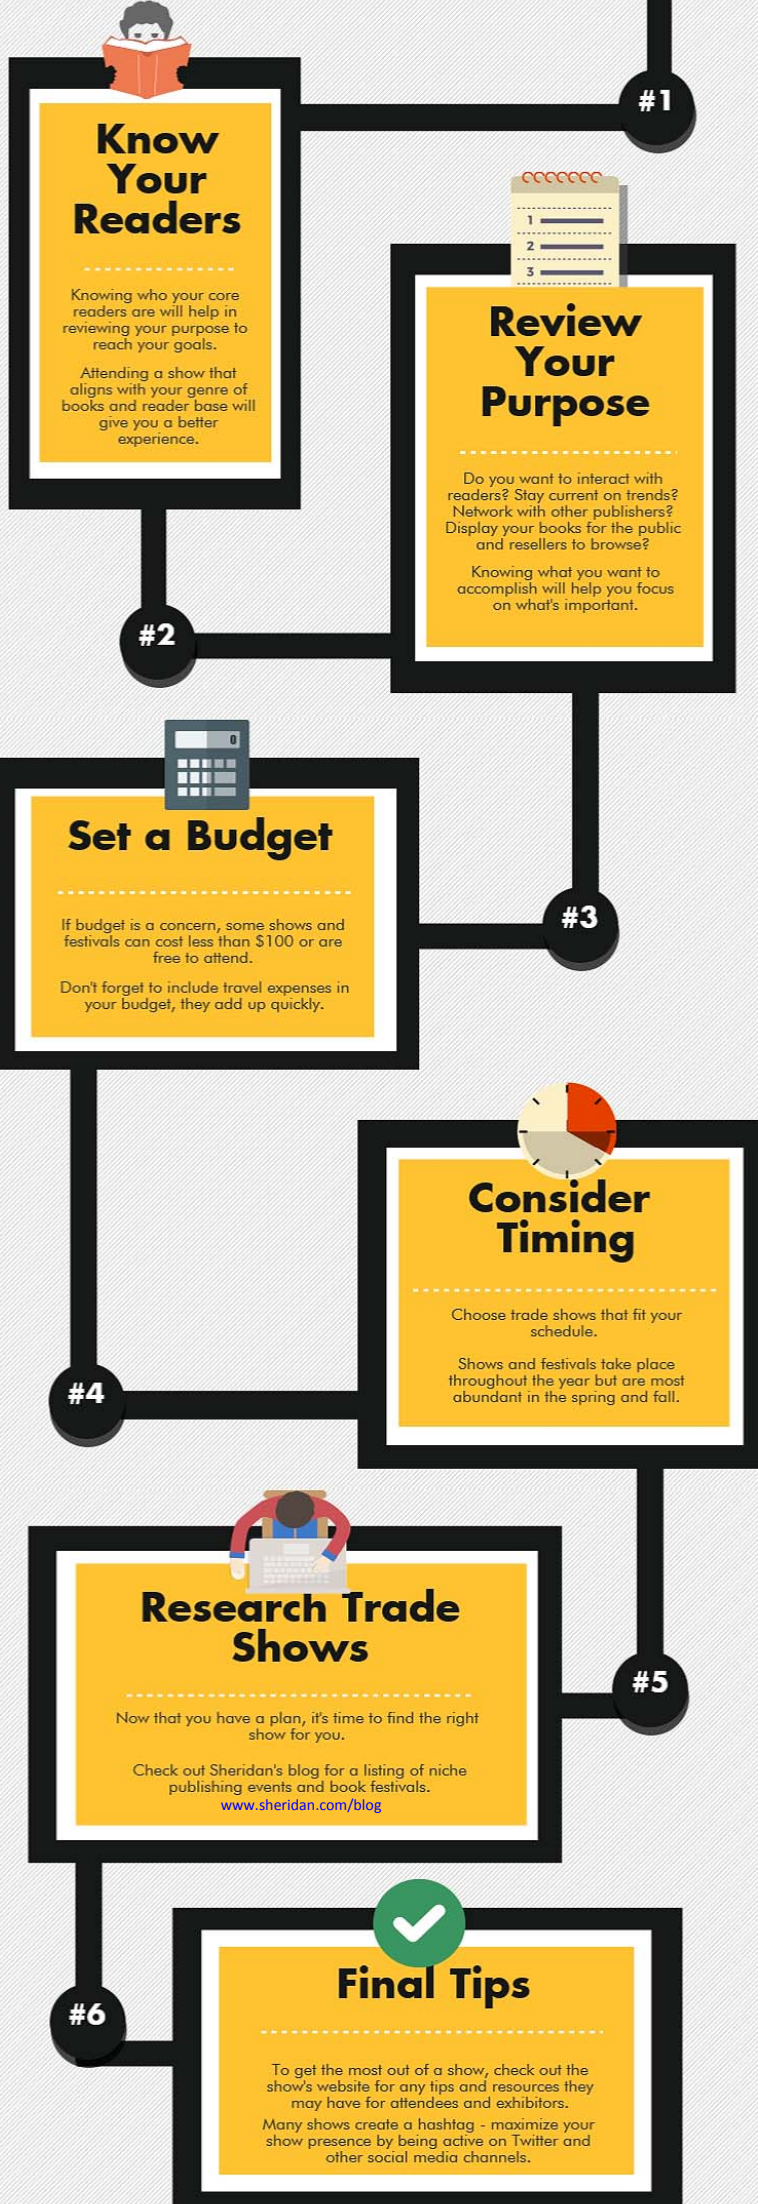 #1
Know
Your
Readers
Knowing who your core
readers are will help in
reviewing your purpose to
reach your goals.
Attending a show that
aligns with your genre of
books and reader base will
give you a better
experience.
1
2
3
#2
Review
Your
Purpose
Do you want to interact with
readers? Stay current on trends?
Network with other publishers?
Display your books for the public
and resellers to browse?
Knowing what you want to
accomplish will help you focus
on what's important.
#3
0
Set a Budget
If budget is a concern, some shows and
festivals can cost less than $100 or are
free to attend.
Don't forget to include travel expenses in
your budget, they add up quickly.
#4
Consider
Timing
Choose trade shows that fit your
schedule.
Shows and festivals take place
throughout the year but are most
abundant in the spring and fall.
#5
Research Trade
Shows
Now that you have a plan, it's time to find the right
show for you.
Check out Sheridan's blog for a listing of niche
publishing events and book festivals.
www.sheridan.com/blog
#6
Final Tips
To get the most out of a show, check out the
show's website for any tips and resources they
may have for attendees and exhibitors.
Many shows create a hashtag - maximize your
show presence by being active on Twitter and
other social media channels.